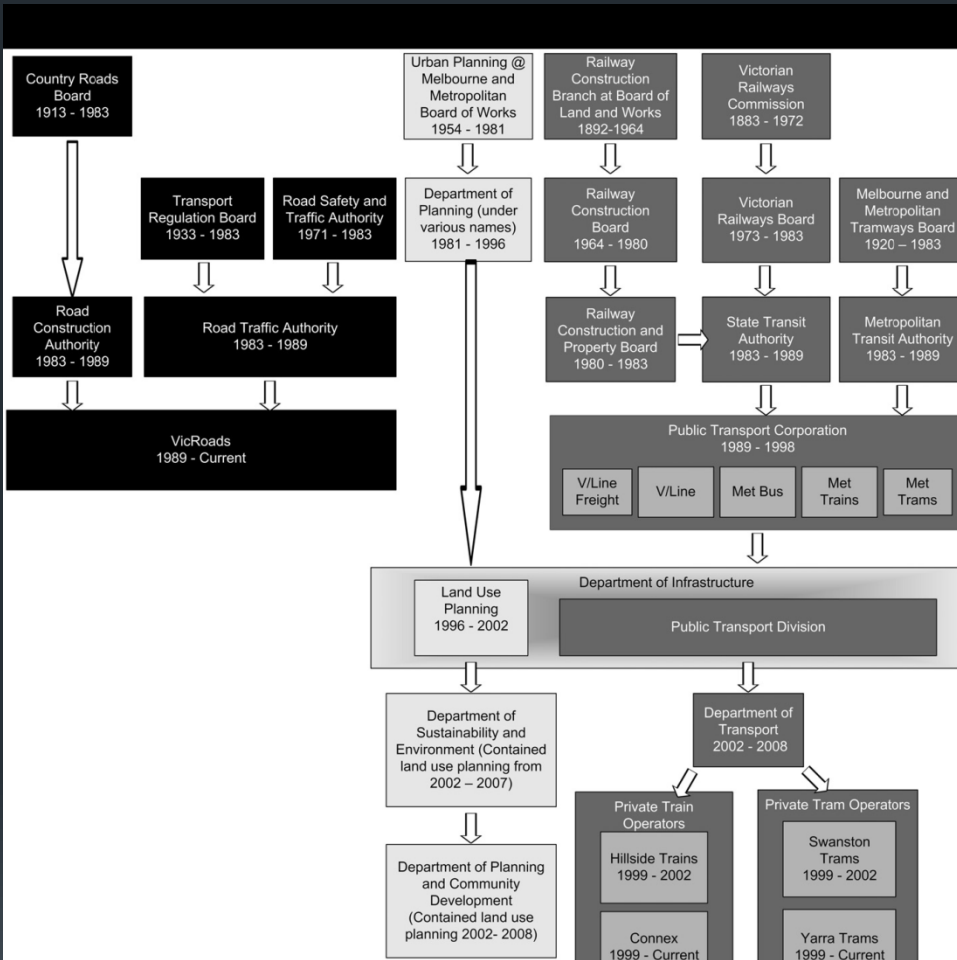 Country Roads
Board
1913 - 1983
Urban Planning @
Melbourne and
Metropolitan
Board of Works
1954 - 1981
Railway
Construction
Branch at Board of
Land and Works
1892-1964
Victorian
Railways
Commission
1883 - 1972
Transport
Regulation Board
1933 - 1983
Road Safety and
Traffic Authority
1971 - 1983
Department of
Planning (under
various names)
1981 - 1996
Railway
Construction
Board
1964 - 1980
Victorian
Railways Board
1973 - 1983
Melbourne and
Metropolitan
Tramways Board
1920 – 1983
Road
Construction
Authority
1983 - 1989
Road Traffic Authority
1983 - 1989
Railway
Construction and
Property Board
1980 - 1983
State Transit
Authority
1983 - 1989
Metropolitan
Transit Authority
1983 - 1989
VicRoads
1989 - Current
Public Transport Corporation
1989 - 1998
V/Line
Freight
V/Line
Met Bus
Met
Trains
Met
Trams
Department of Infrastructure
Land Use
Planning
1996 - 2002
Public Transport Division
Department of
Sustainability and
Environment (Contained
land use planning from
2002 – 2007)
Department of
Transport
2002 - 2008
Department of Planning
and Community
Development
(Contained land use
planning 2002- 2008)
Private Train
Operators
Hillside Trains
1999 - 2002
Connex
1999 - Current
Private Tram Operators
Swanston
Trams
1999 - 2002
Yarra Trams
1999 - Current